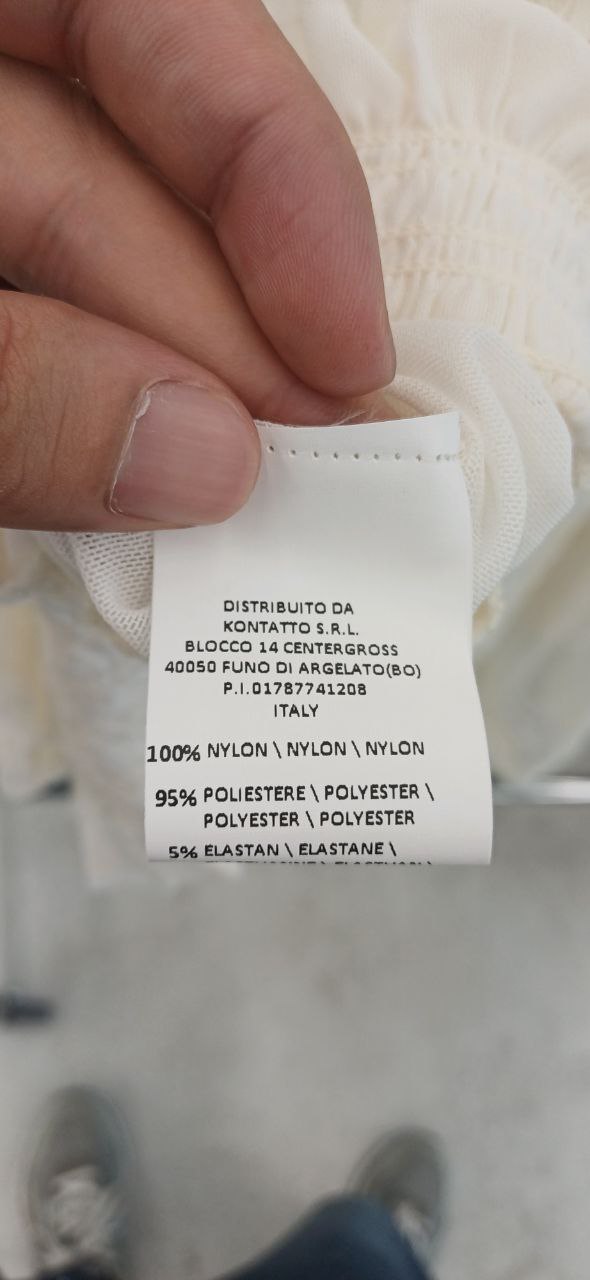 DISTRIBUITO DA
KONTATTO S.R.L.
BLOCCO 14 CENTERGROSS
40050 FUNO DI ARGELATO(BO)
P.I.01787741208
ITALY
100% NYLON \ NYLON \ NYLON
95% POLIESTERE \ POLYESTER \
POLYESTER \ POLYESTER
5% ELASTAN \ ELASTANE \